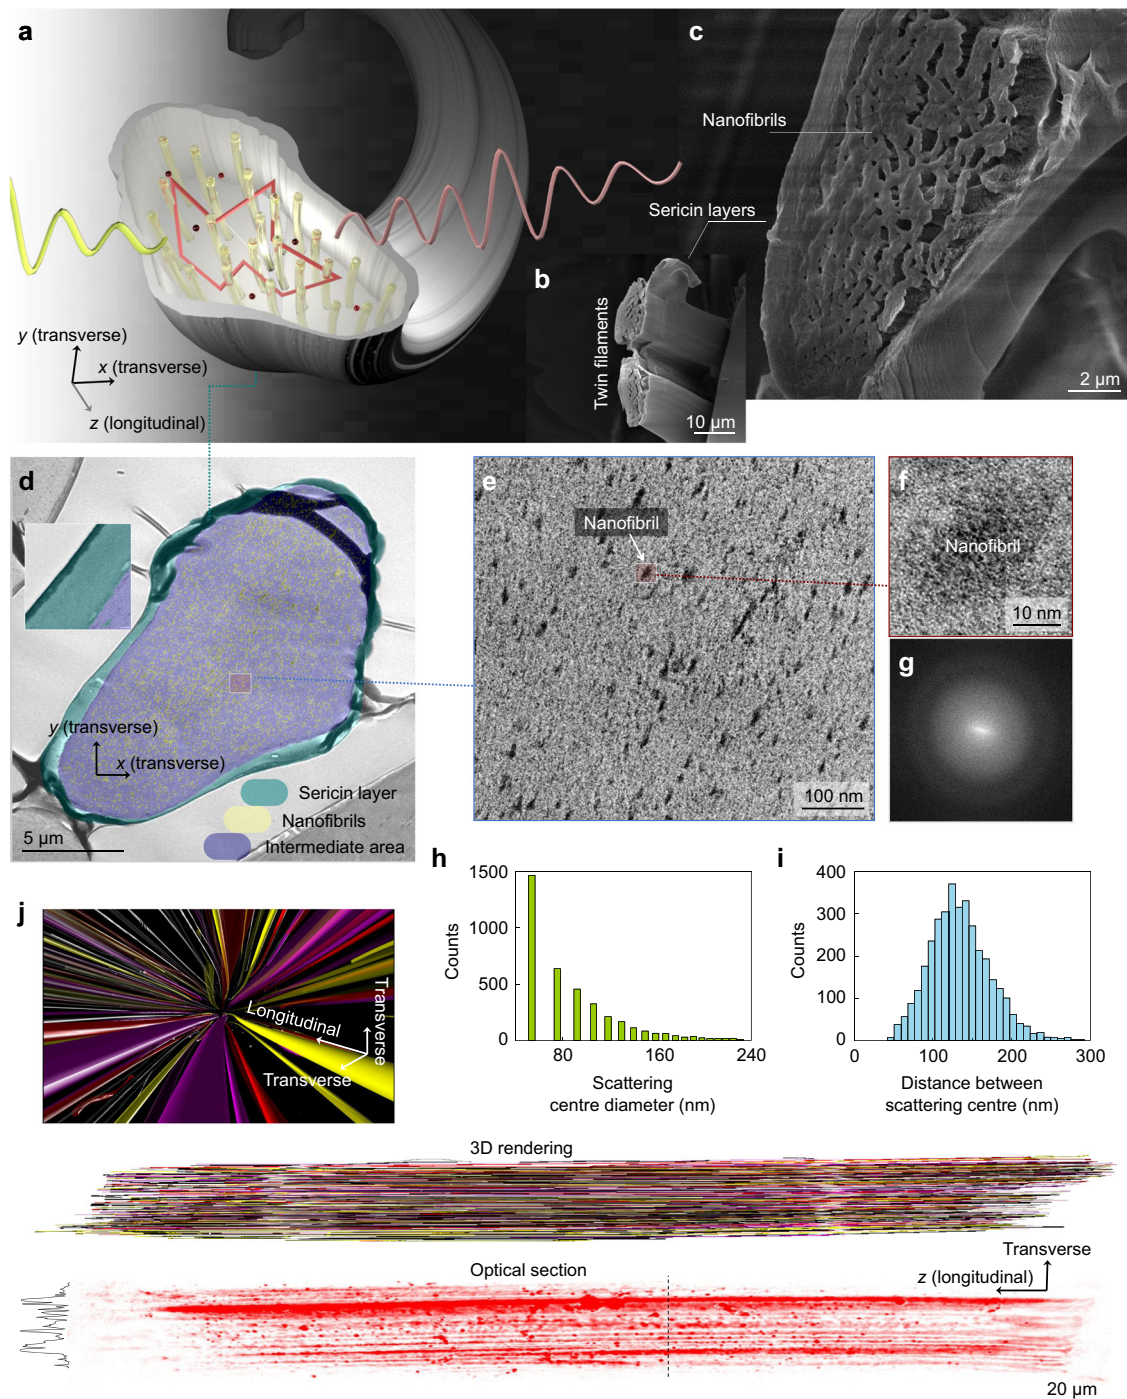 a
y (transverse)
x (transverse)
z (longitudinal)
b
Twin filaments
10 µm
c
Nanofibrils
Sericin layers
2 µm
d
y (transverse)
x (transverse)
Sericin layer
Nanofibrils
Intermediate area
5 µm
e
Nanofibril
100 nm
f
Nanofibril
10 nm
g
h
1500
1000
500
0
Counts
80
160
240
Scattering
centre diameter (nm)
i
400
300
200
100
0
Counts
0
100
200
300
Distance between
scattering centre (nm)
j
Longitudinal
Transverse
Transverse
3D rendering
Optical section
Transverse
z (longitudinal)
20 µm